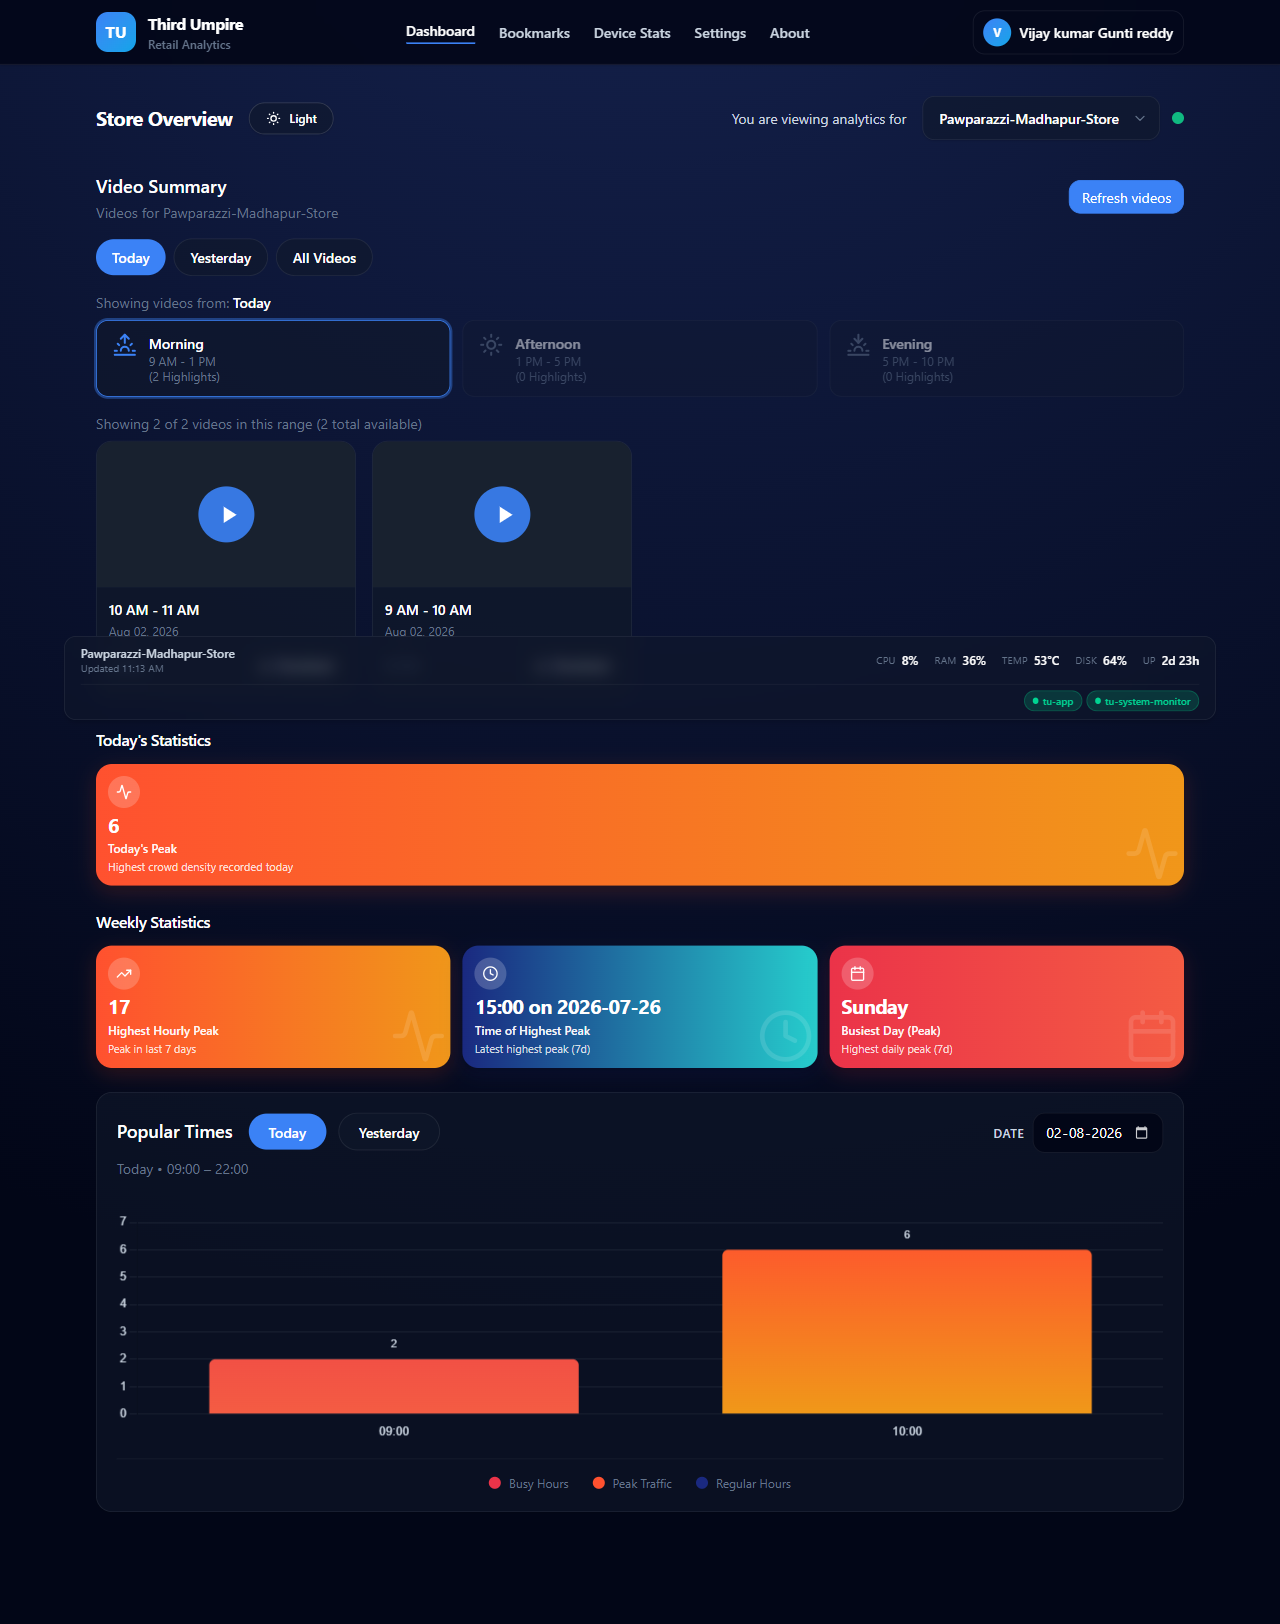 TU
Third Umpire
Retail Analytics
Dashboard
Bookmarks
Device Stats
Settings
About
V
Vijay kumar Gunti reddy
Store Overview
Light
You are viewing analytics for
Pawparazzi-Madhapur-Store
Video Summary
Videos for Pawparazzi-Madhapur-Store
Refresh videos
Today
Yesterday
All Videos
Showing videos from: Today
Morning
9 AM - 1 PM
(2 Highlights)
Afternoon
1 PM - 5 PM
(0 Highlights)
Evening
5 PM - 10 PM
(0 Highlights)
Showing 2 of 2 videos in this range (2 total available)
10 AM - 11 AM
Aug 02, 2026
9 AM - 10 AM
Aug 02, 2026
Pawparazzi-Madhapur-Store
Updated 11:13 AM
CPU 8%
RAM 36%
TEMP 53°C
DISK 64%
UP 2d 23h
tu-app
tu-system-monitor
Today's Statistics
6
Today's Peak
Highest crowd density recorded today
Weekly Statistics
17
Highest Hourly Peak
Peak in last 7 days
15:00 on 2026-07-26
Time of Highest Peak
Latest highest peak (7d)
Sunday
Busiest Day (Peak)
Highest daily peak (7d)
Popular Times
Today
Yesterday
DATE
02-08-2026
Today • 09:00 – 22:00
7
6
5
4
3
2
1
0
2
6
09:00
10:00
Busy Hours
Peak Traffic
Regular Hours